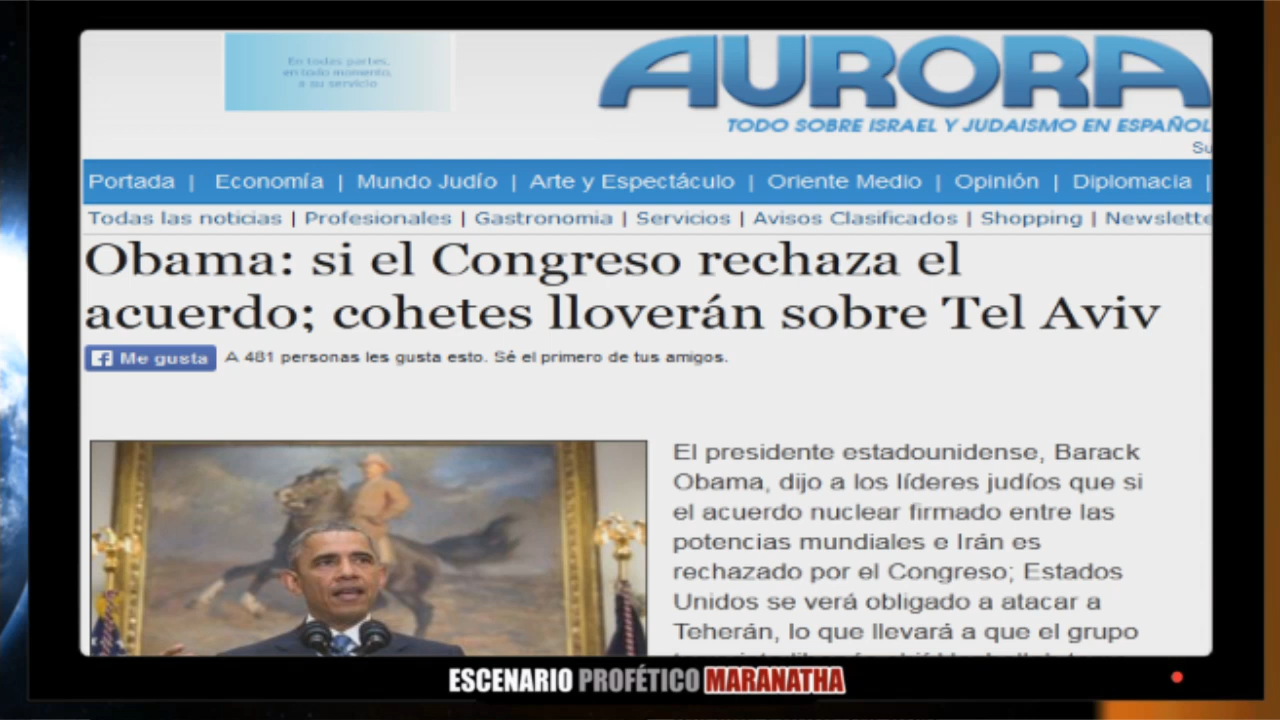 En todas partes,
en todo momento,
a su servicio
AURORA
TODO SOBRE ISRAEL Y JUDAISMO EN ESPAÑOL
Su
Portada | Economía | Mundo Judío | Arte y Espectáculo | Oriente Medio | Opinión | Diplomacia |
Todas las noticias | Profesionales | Gastronomia | Servicios | Avisos Clasificados | Shopping | Newslette
Obama: si el Congreso rechaza el
acuerdo; cohetes lloverán sobre Tel Aviv
Me gusta A 481 personas les gusta esto. Sé el primero de tus amigos.
El presidente estadounidense, Barack
Obama, dijo a los líderes judíos que si
el acuerdo nuclear firmado entre las
potencias mundiales e Irán es
rechazado por el Congreso; Estados
Unidos se verá obligado a atacar a
Teherán, lo que llevará a que el grupo
ESCENARIO PROFÉTICO MARANATHA